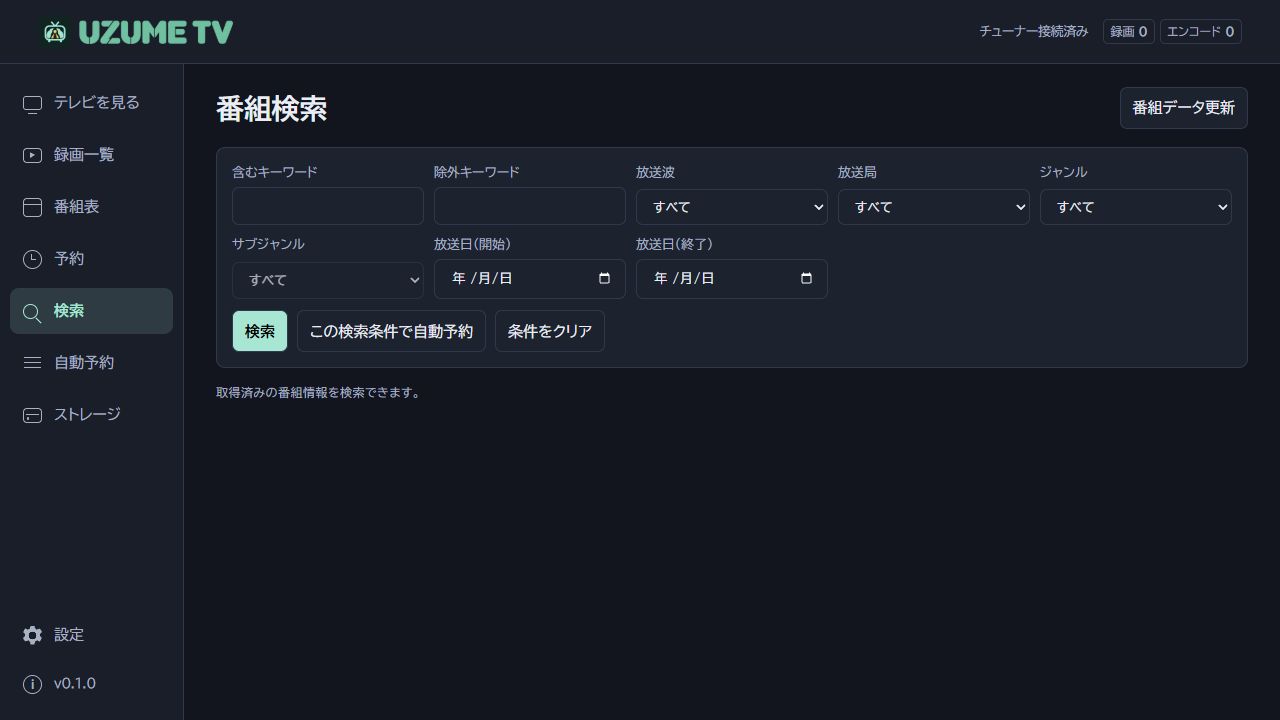 UZUME TV
チューナー接続済み 録画 0 エンコード 0
テレビを見る
録画一覧
番組表
予約
検索
自動予約
ストレージ
設定
v0.1.0
番組検索
番組データ更新
含むキーワード 除外キーワード 放送波 放送局 ジャンル
すべて すべて すべて
サブジャンル 放送日(開始) 放送日(終了)
すべて 年 /月/日 年 /月/日
検索 この検索条件で自動予約 条件をクリア
取得済みの番組情報を検索できます。